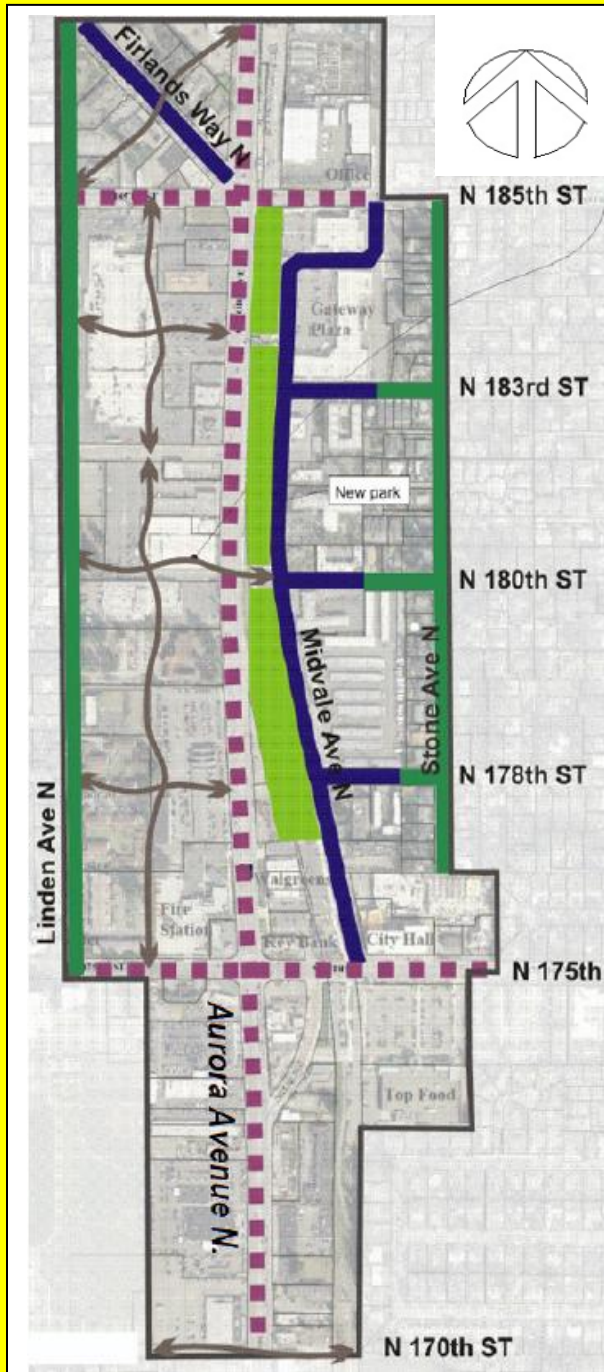 Firlands Way N
Office
N 185th ST
Gateway
Plaza
N 183rd ST
New park
N 180th ST
Midvale Ave N
Stone Ave N
N 178th ST
Linden Ave N
Walgreens
Fire
Station
Key Bank
City Hall
N 175th
Aurora Avenue N.
Top Food
N 170th ST